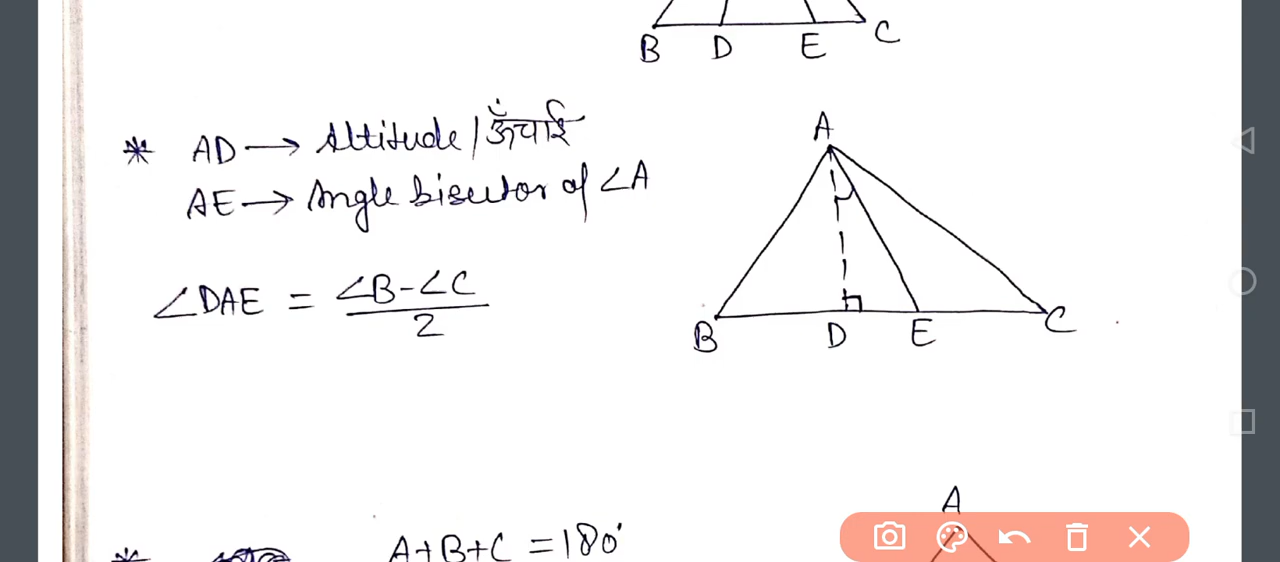 B D E C
* AD → Altitude / ऊँचाई
AE → Angle bisector of ∠A
∠DAE = ∠B-∠C / 2
A
B D E C
A
* A+B+C = 180°